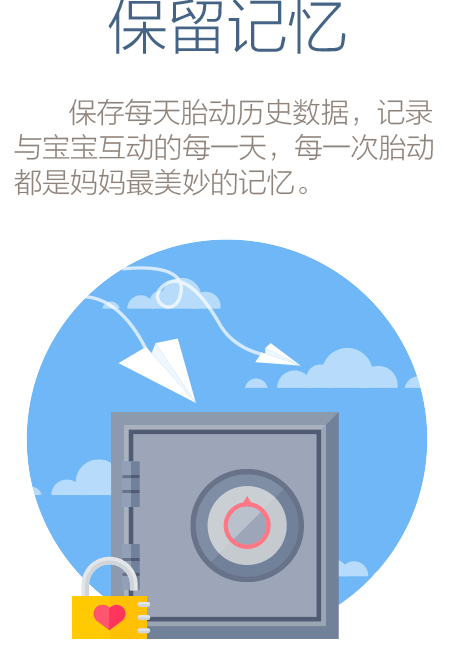 保留记忆
保存每天胎动历史数据，记录
与宝宝互动的每一天，每一次胎动
都是妈妈最美妙的记忆。